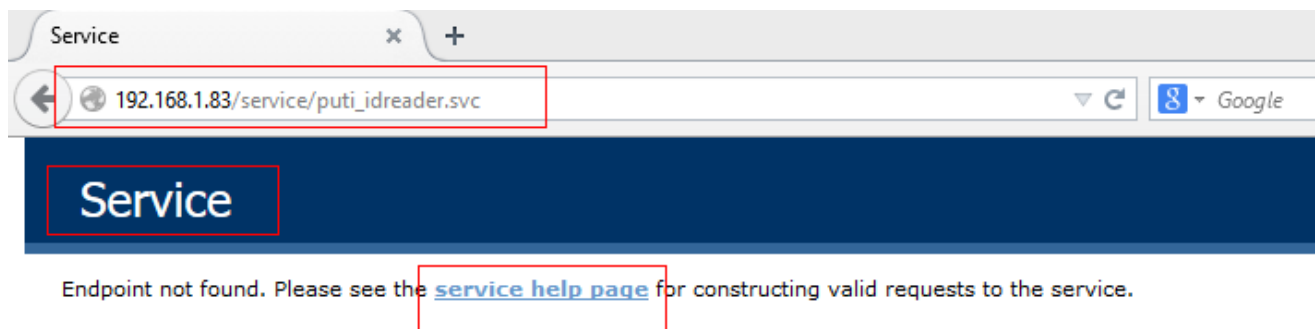 Service
192.168.1.83/service/puti_idreader.svc
Google
Service
Endpoint not found. Please see the service help page for constructing valid requests to the service.